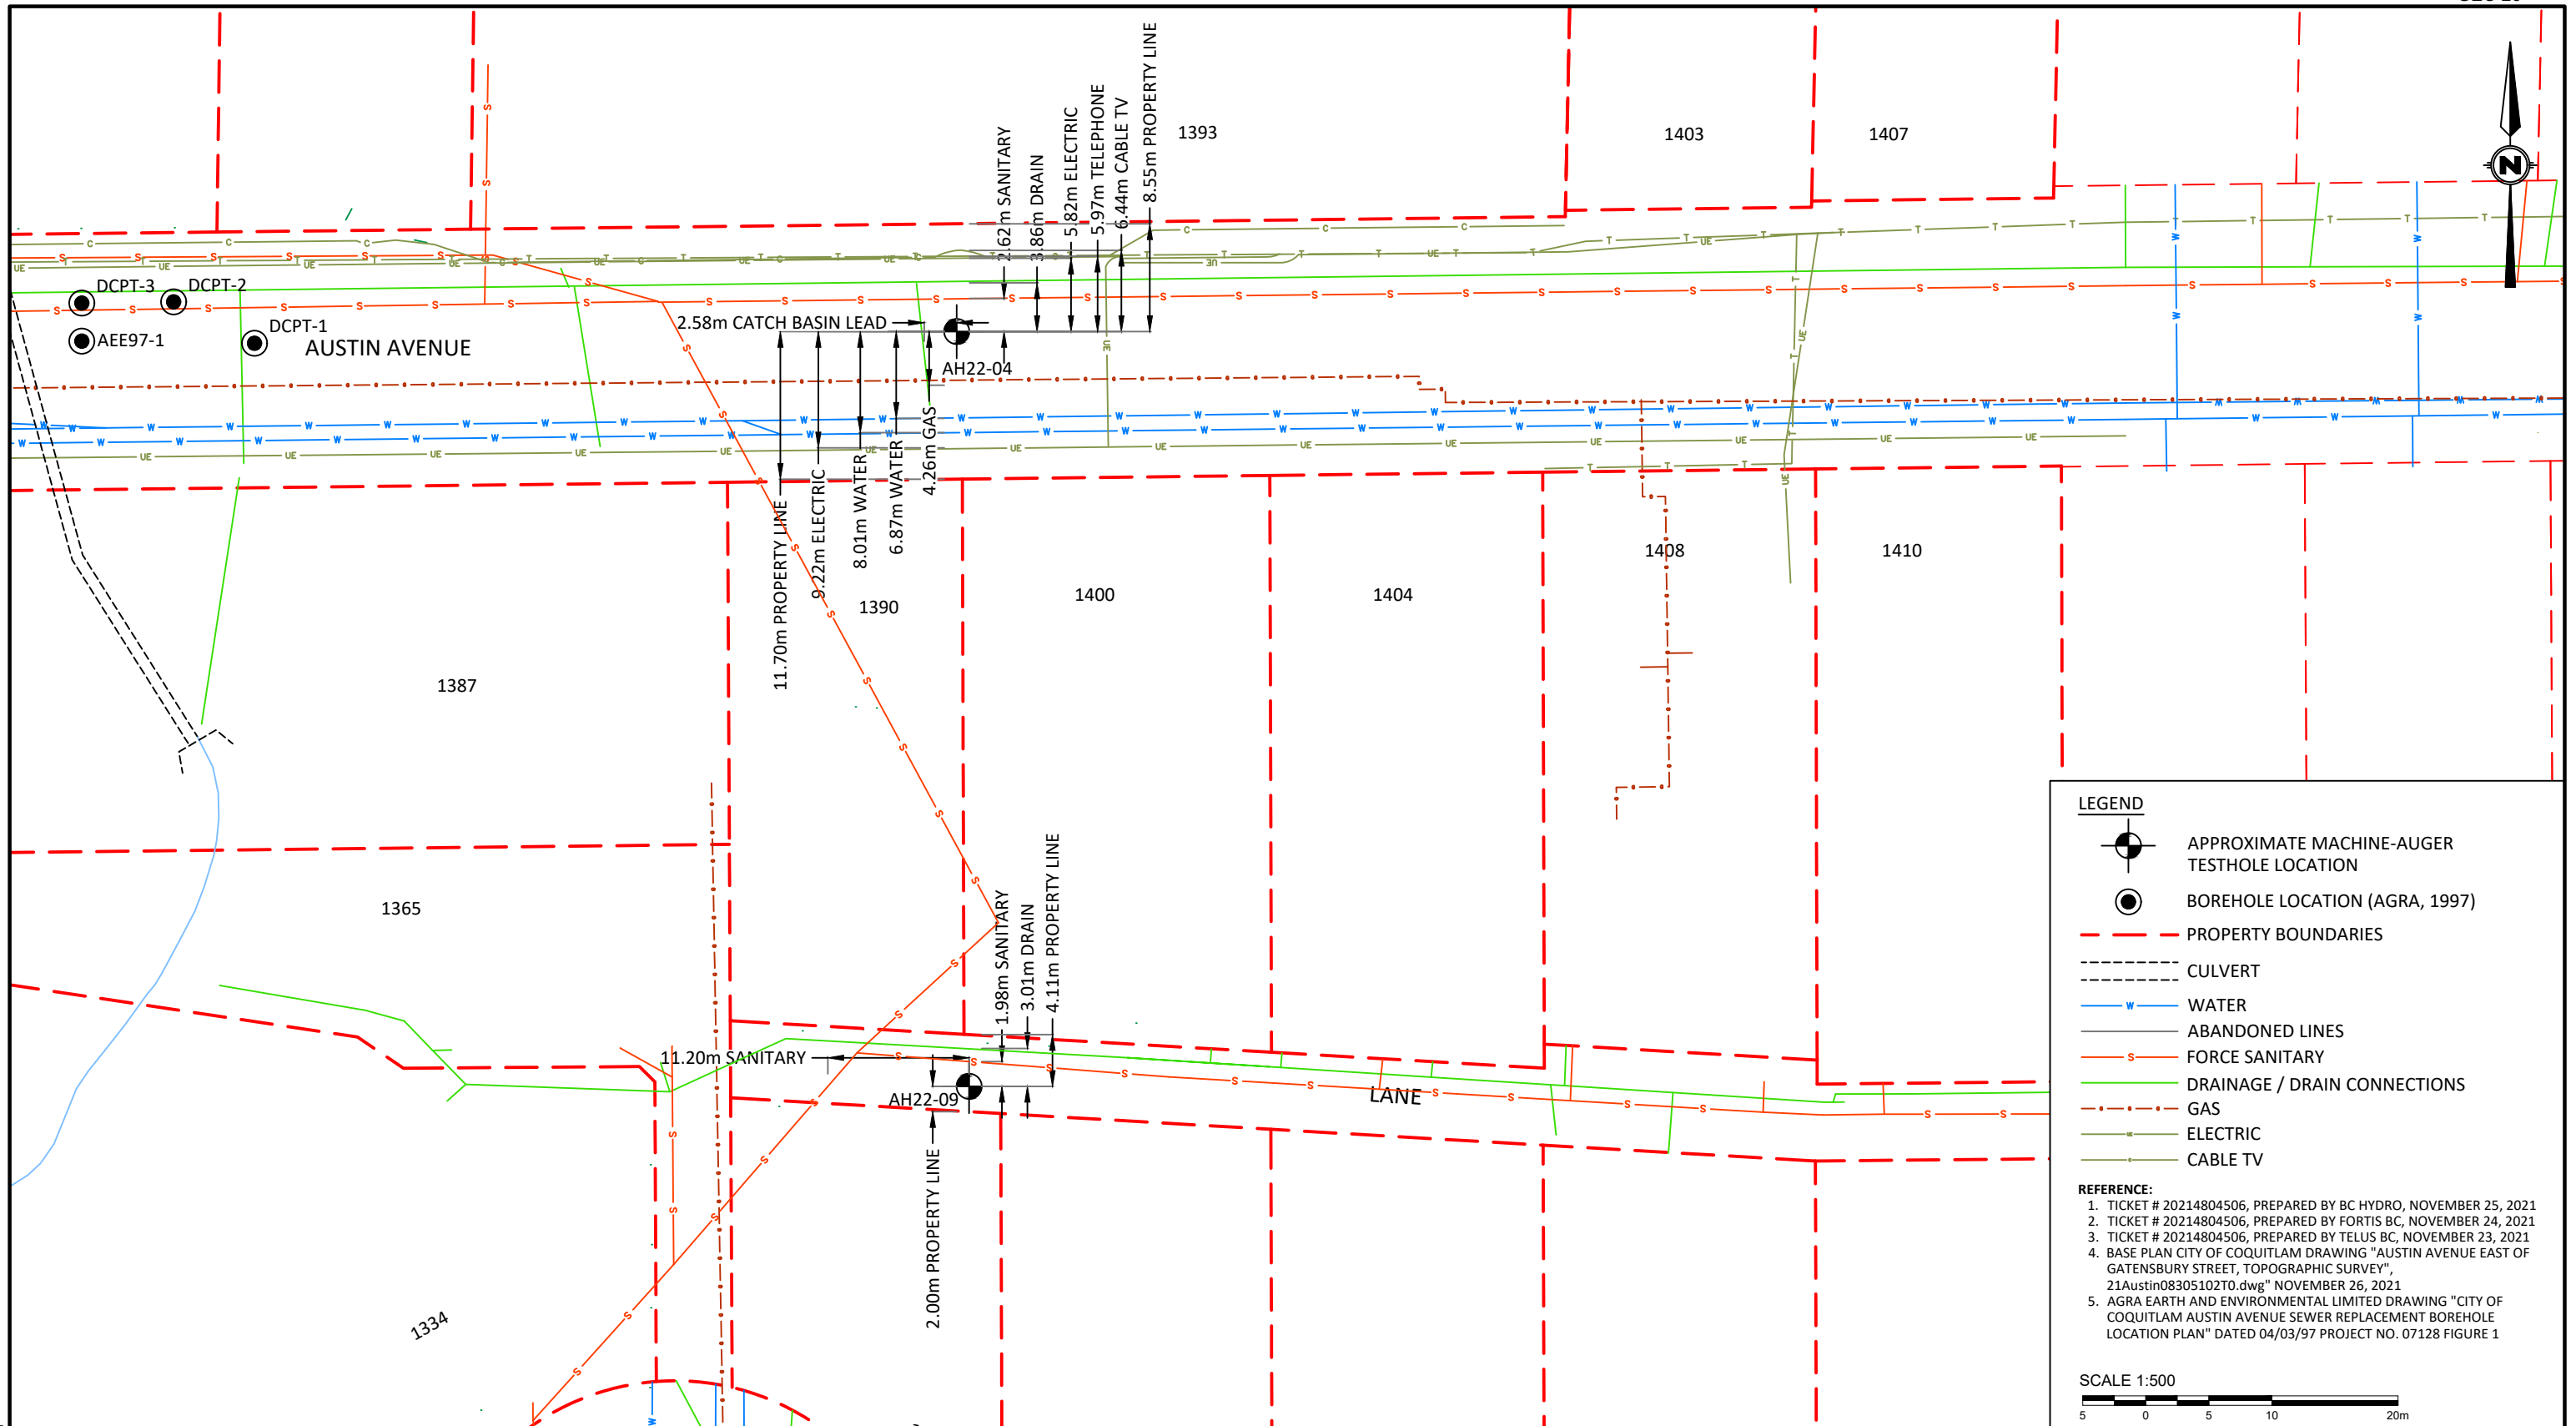 1393
1403
1407
N
2.62m SANITARY
3.86m DRAIN
5.82m ELECTRIC
5.97m TELEPHONE
6.44m CABLE TV
8.55m PROPERTY LINE
DCPT-3
DCPT-2
DCPT-1
AEE97-1
AUSTIN AVENUE
2.58m CATCH BASIN LEAD
AH22-04
11.70m PROPERTY LINE
9.22m ELECTRIC
8.01m WATER
6.87m WATER
4.26m GAS
1390
1400
1404
1408
1410
1387
1365
1.98m SANITARY
3.01m DRAIN
4.11m PROPERTY LINE
11.20m SANITARY
AH22-09
LANE
2.00m PROPERTY LINE
1334
LEGEND
APPROXIMATE MACHINE-AUGER
TESTHOLE LOCATION
BOREHOLE LOCATION (AGRA, 1997)
PROPERTY BOUNDARIES
CULVERT
W WATER
ABANDONED LINES
S FORCE SANITARY
DRAINAGE / DRAIN CONNECTIONS
GAS
ELECTRIC
CABLE TV
REFERENCE:
1. TICKET # 20214804506, PREPARED BY BC HYDRO, NOVEMBER 25, 2021
2. TICKET # 20214804506, PREPARED BY FORTIS BC, NOVEMBER 24, 2021
3. TICKET # 20214804506, PREPARED BY TELUS BC, NOVEMBER 23, 2021
4. BASE PLAN CITY OF COQUITLAM DRAWING "AUSTIN AVENUE EAST OF
GATENSBURY STREET, TOPOGRAPHIC SURVEY",
21Austin08305102T0.dwg" NOVEMBER 26, 2021
5. AGRA EARTH AND ENVIRONMENTAL LIMITED DRAWING "CITY OF
COQUITLAM AUSTIN AVENUE SEWER REPLACEMENT BOREHOLE
LOCATION PLAN" DATED 04/03/97 PROJECT NO. 07128 FIGURE 1
SCALE 1:500
5 0 5 10 20m